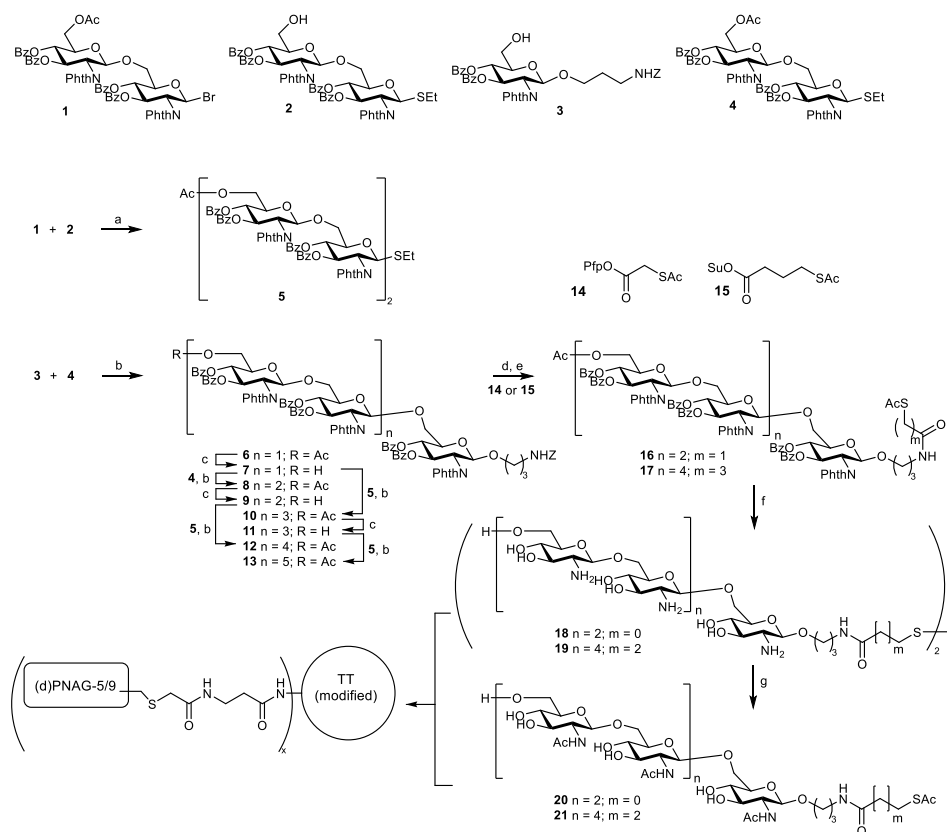 OAc
BzO
BzO
O
PhthN
O
BzO
BzO
O
PhthN
Br
1
OH
BzO
BzO
O
PhthN
O
BzO
BzO
O
PhthN
SEt
2
OH
BzO
BzO
O
PhthN
O
NHZ
3
OAc
BzO
BzO
O
PhthN
O
BzO
BzO
O
PhthN
SEt
4
1 + 2
a
Ac
O
BzO
BzO
O
PhthN
O
BzO
BzO
O
PhthN
SEt
2
5
PfpO
O
SAc
14
SuO
O
SAc
15
3 + 4
b
R
O
BzO
BzO
O
PhthN
O
BzO
BzO
O
PhthN
n
O
BzO
BzO
O
PhthN
O
( )3
NHZ
c
6 n = 1; R = Ac
7 n = 1; R = H
4, b
8 n = 2; R = Ac
c
9 n = 2; R = H
5, b
10 n = 3; R = Ac
c
11 n = 3; R = H
5, b
12 n = 4; R = Ac
5, b
13 n = 5; R = Ac
d, e
14 or 15
Ac
O
BzO
BzO
O
PhthN
O
BzO
BzO
O
PhthN
n
O
BzO
BzO
O
PhthN
O
( )3
NH
O
( )m
AcS
16 n = 2; m = 1
17 n = 4; m = 3
f
H
O
HO
HO
O
NH2
O
HO
HO
O
NH2
n
O
HO
HO
O
NH2
O
( )3
H
N
O
m
S
2
18 n = 2; m = 0
19 n = 4; m = 2
g
H
O
HO
HO
O
AcHN
O
HO
HO
O
AcHN
n
O
HO
HO
O
AcHN
O
( )3
H
N
O
m
SAc
20 n = 2; m = 0
21 n = 4; m = 2
(d)PNAG-5/9
S
O
H
N
O
H
N
x
TT
(modified)